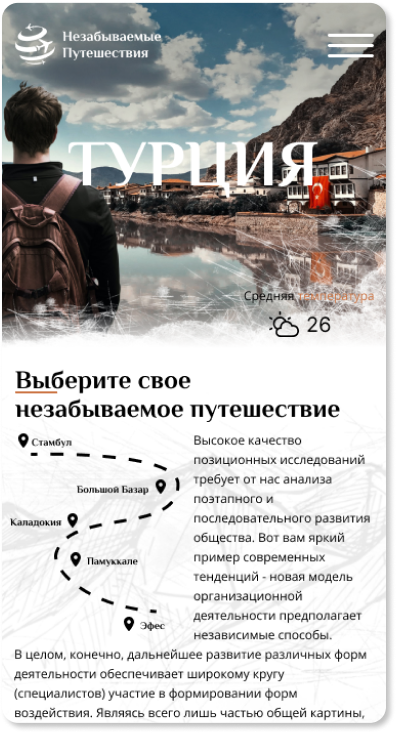 Незабываемые
Путешествия
ТУРЦИЯ
Средняя температура
26
Выберите свое
незабываемое путешествие
Стамбул
Большой Базар
Каладокия
Памуккале
Эфес
Высокое качество
позиционных исследований
требует от нас анализа
поэтапного и
последовательного развития
общества. Вот вам яркий
пример современных
тенденций - новая модель
организационной
деятельности предполагает
независимые способы.
В целом, конечно, дальнейшее развитие различных форм
деятельности обеспечивает широкому кругу
(специалистов) участие в формировании форм
воздействия. Являясь всего лишь частью общей картины,